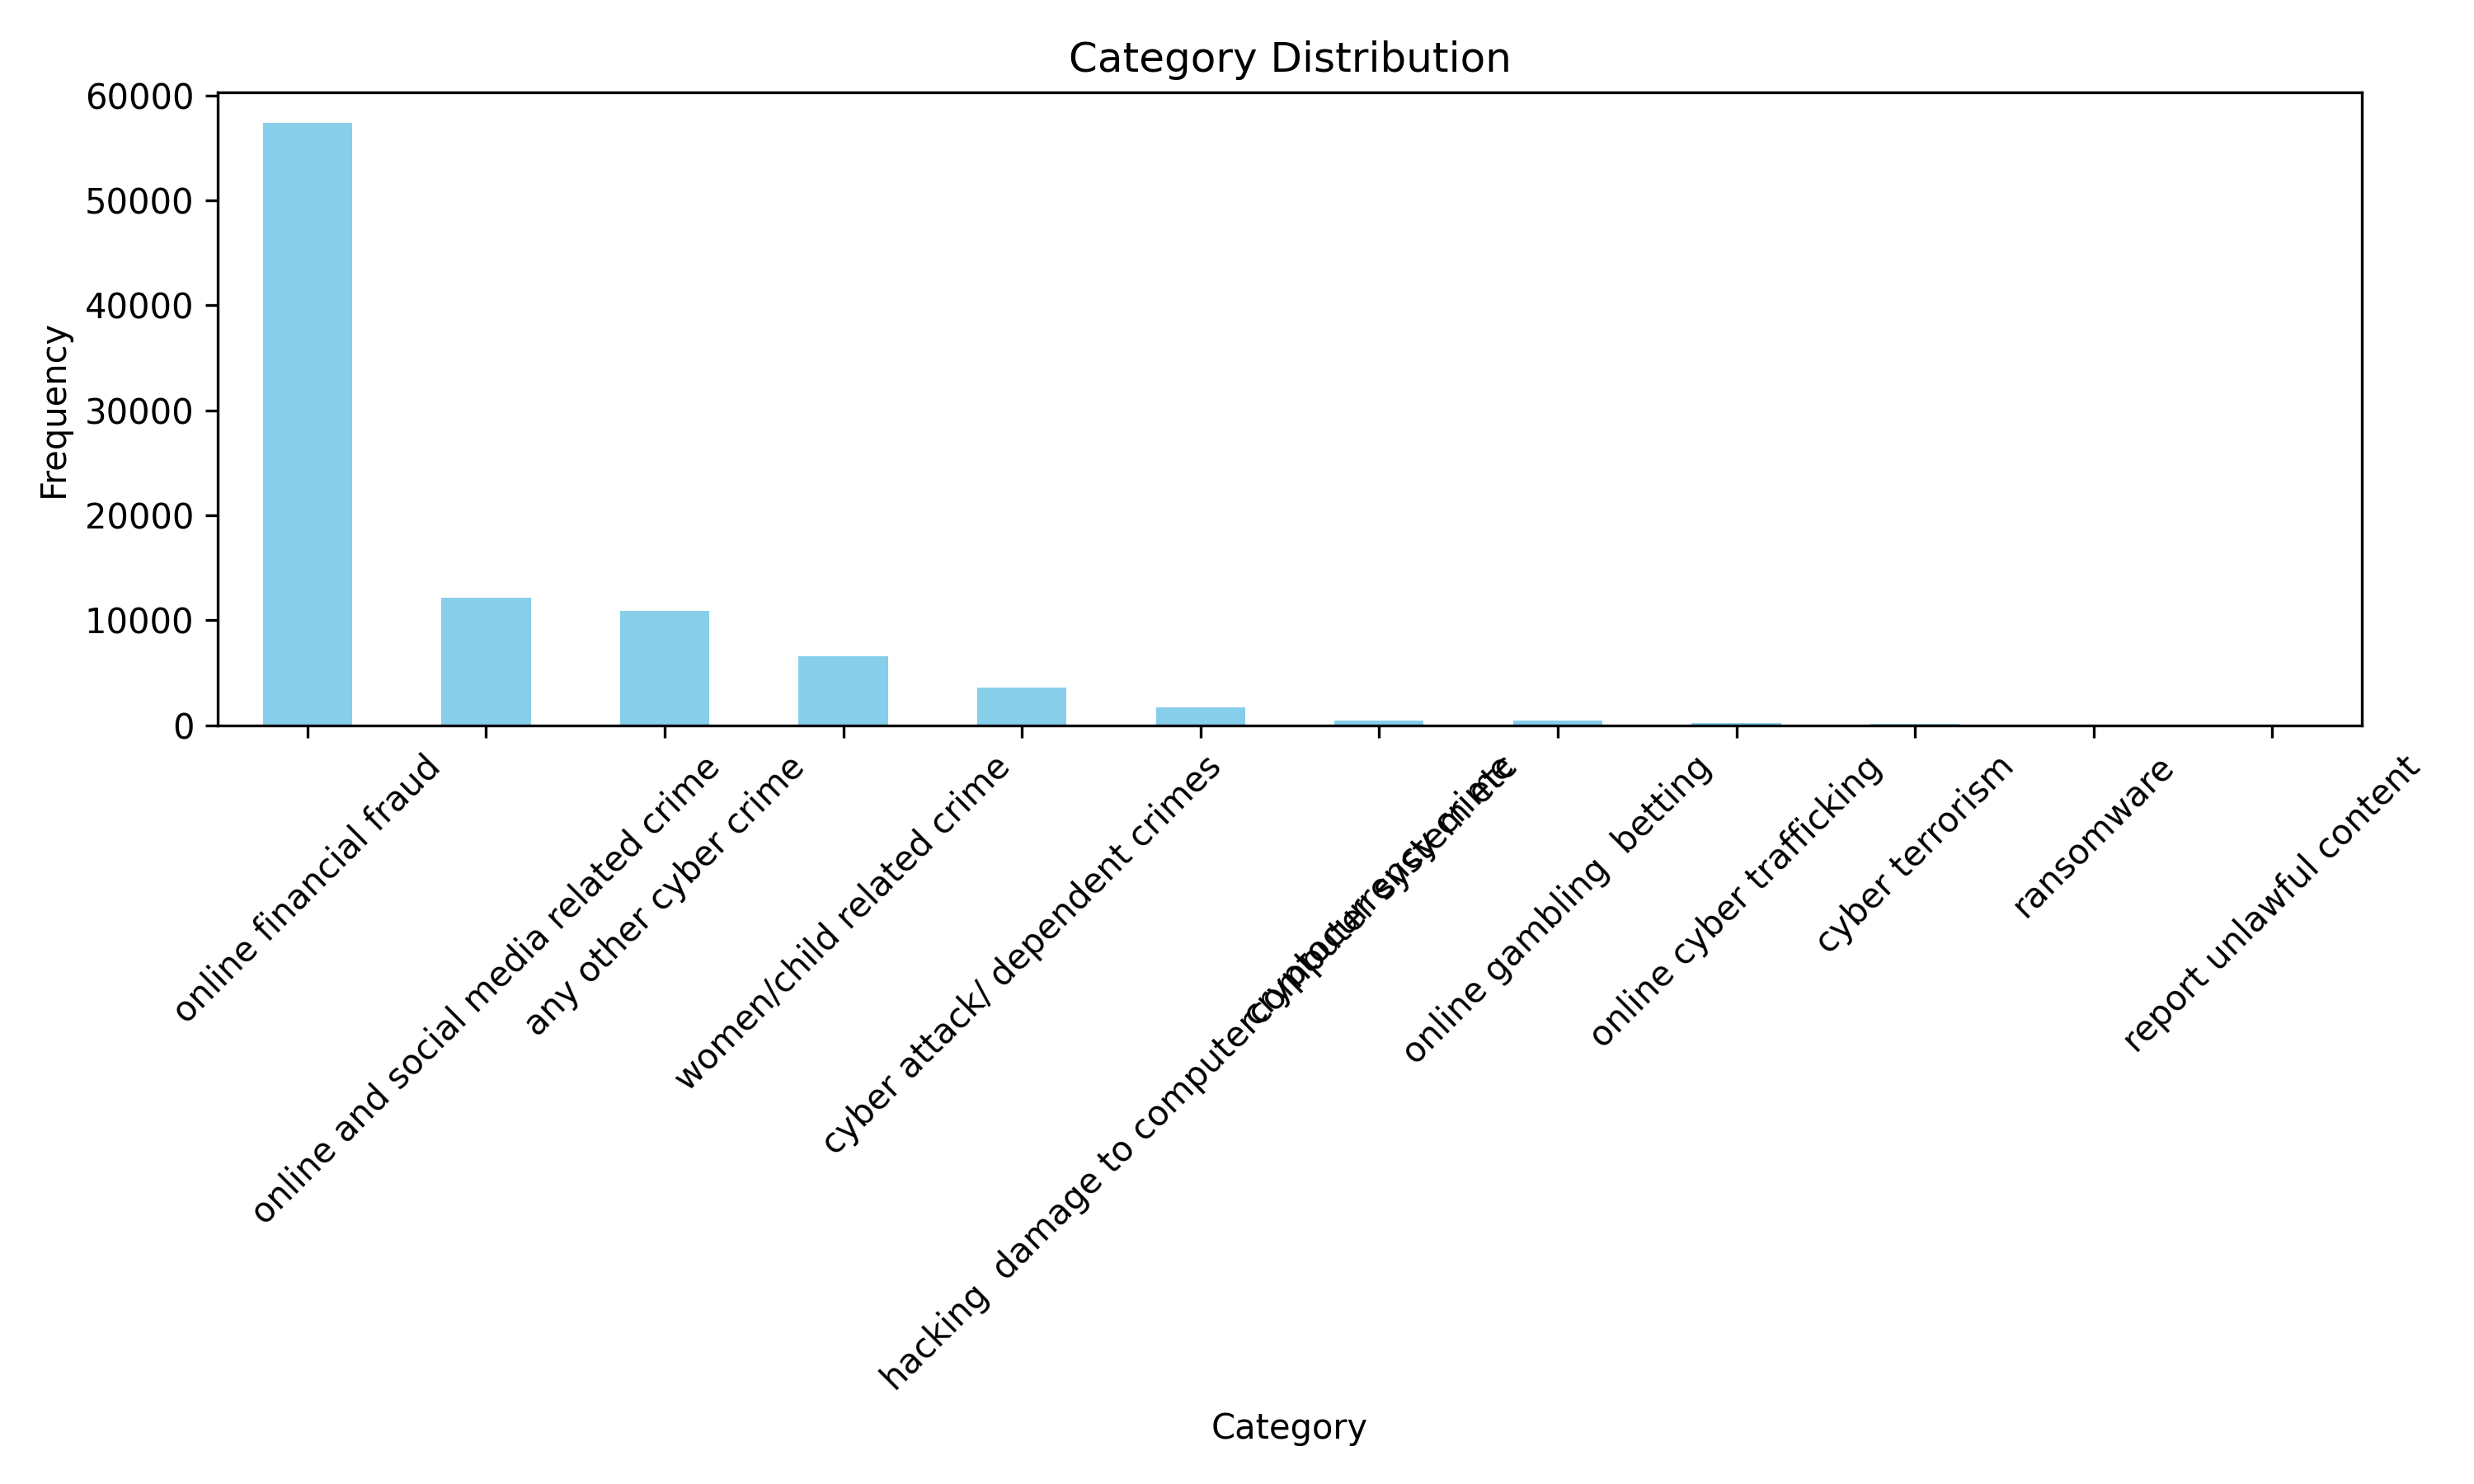 Category Distribution
Frequency
60000
50000
40000
30000
20000
10000
0
online financial fraud
online and social media related crime
any other cyber crime
women/child related crime
cyber attack/ dependent crimes
hacking  damage to computer
online gambling  betting
online cyber trafficking
cyber terrorism
ransomware
report unlawful content
Category